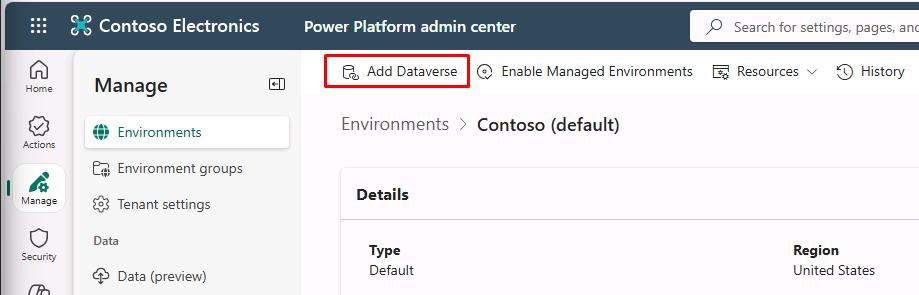 Contoso Electronics
Power Platform admin center
Search for settings, pages, an
Home
Actions
Manage
Security
Manage
Environments
Environment groups
Tenant settings
Data
Data (preview)
Add Dataverse
Enable Managed Environments
Resources
History
Environments > Contoso (default)
Details
Type
Default
Region
United States